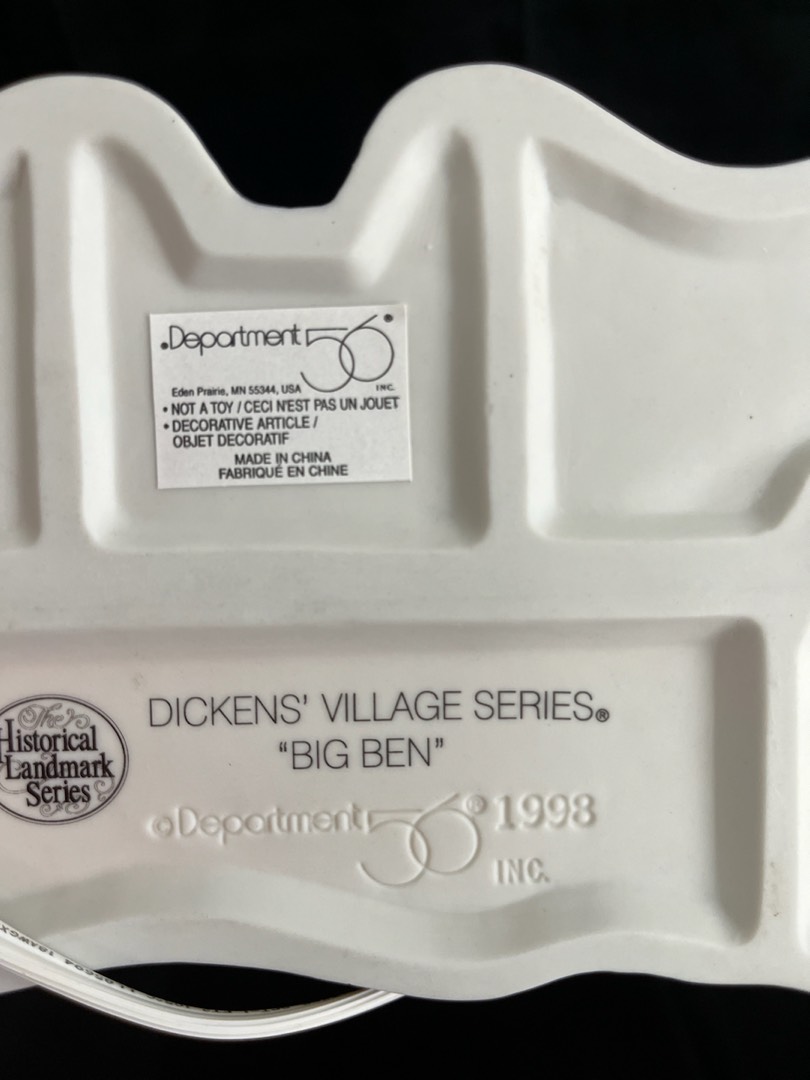 .Department 56®
Eden Prairie, MN 55344, USA INC.
• NOT A TOY / CECI N'EST PAS UN JOUET
• DECORATIVE ARTICLE /
OBJET DECORATIF
MADE IN CHINA
FABRIQUÉ EN CHINE
The
Historical
Landmark
Series
DICKENS' VILLAGE SERIES®
“BIG BEN”
©Department 56® 1998
INC.